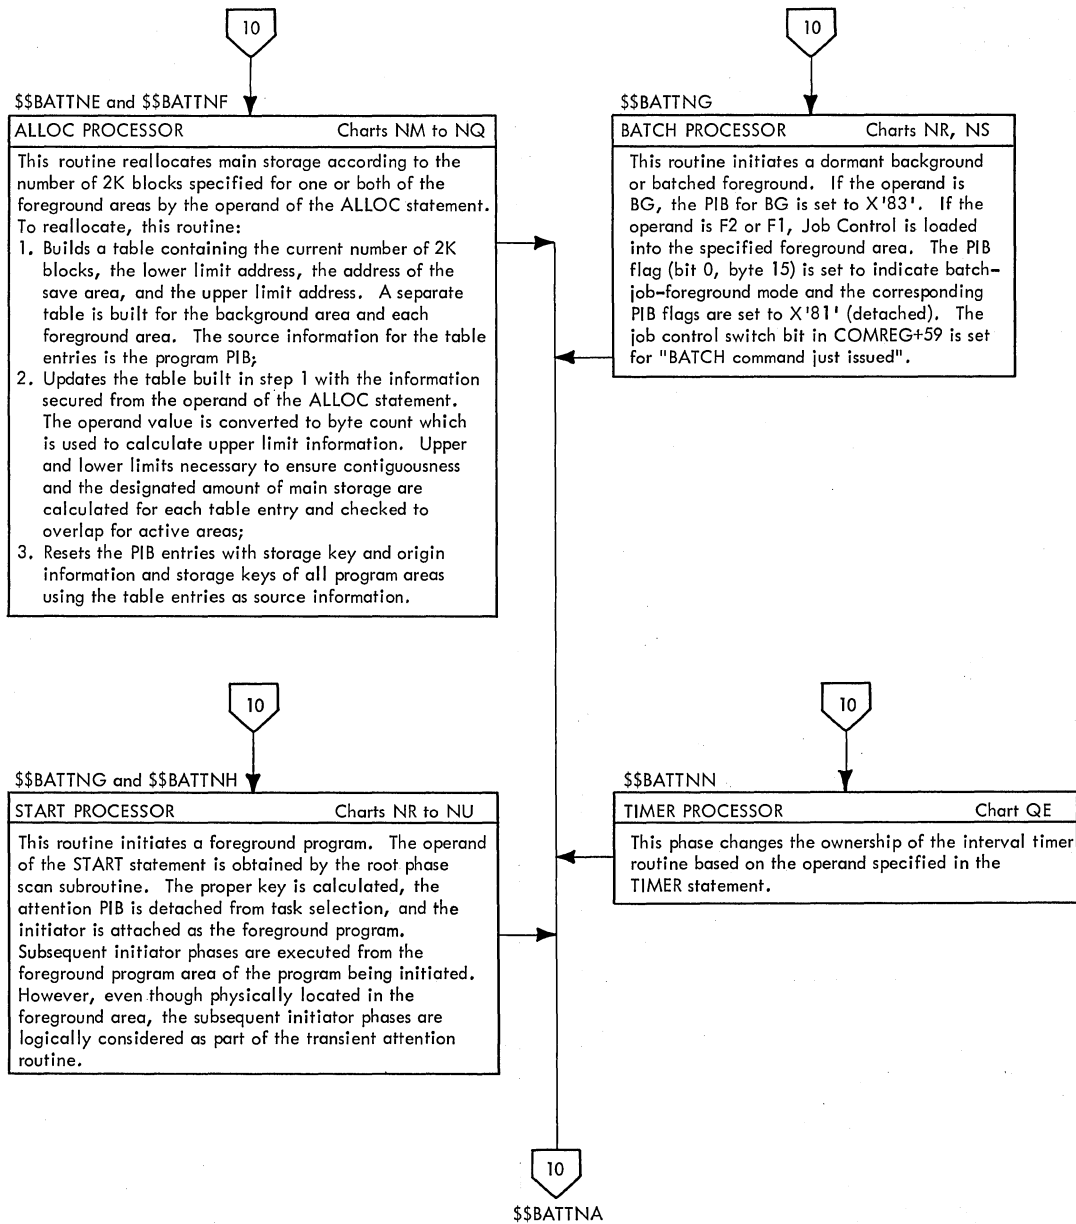 10
$$BATTNE and $$BATTNF
ALLOC PROCESSOR Charts NM to NQ
This routine reallocates main storage according to the
number of 2K blocks specified for one or both of the
foreground areas by the operand of the ALLOC statement.
To reallocate, this routine:
1. Builds a table containing the current number of 2K
blocks, the lower limit address, the address of the
save area, and the upper limit address. A separate
table is built for the background area and each
foreground area. The source information for the table
entries is the program PIB;
2. Updates the table built in step 1 with the information
secured from the operand of the ALLOC statement.
The operand value is converted to byte count which
is used to calculate upper limit information. Upper
and lower limits necessary to ensure contiguousness
and the designated amount of main storage are
calculated for each table entry and checked to
overlap for active areas;
3. Resets the PIB entries with storage key and origin
information and storage keys of all program areas
using the table entries as source information.
10
$$BATTNG
BATCH PROCESSOR Charts NR, NS
This routine initiates a dormant background
or batched foreground. If the operand is
BG, the PIB for BG is set to X'83'. If the
operand is F2 or F1, Job Control is loaded
into the specified foreground area. The PIB
flag (bit 0, byte 15) is set to indicate batch-
job-foreground mode and the corresponding
PIB flags are set to X'81' (detached). The
job control switch bit in COMREG+59 is set
for "BATCH command just issued".
10
$$BATTNG and $$BATTNH
START PROCESSOR Charts NR to NU
This routine initiates a foreground program. The operand
of the START statement is obtained by the root phase
scan subroutine. The proper key is calculated, the
attention PIB is detached from task selection, and the
initiator is attached as the foreground program.
Subsequent initiator phases are executed from the
foreground program area of the program being initiated.
However, even though physically located in the
foreground area, the subsequent initiator phases are
logically considered as part of the transient attention
routine.
10
$$BATTNN
TIMER PROCESSOR Chart QE
This phase changes the ownership of the interval timer
routine based on the operand specified in the
TIMER statement.
10
$$BATTNA